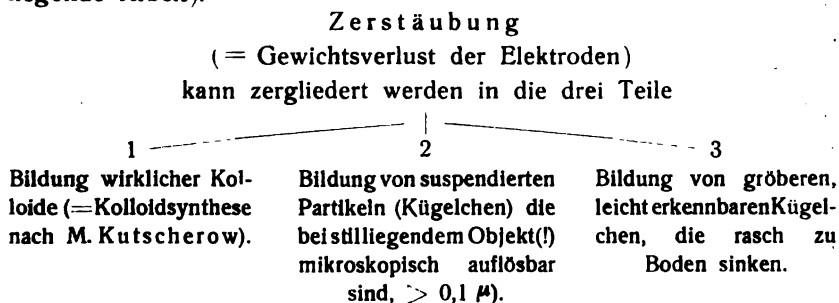 Zerstäubung
(= Gewichtsverlust der Elektroden)
kann zergliedert werden in die drei Teile
1
Bildung wirklicher Kol-
loide (=Kolloidsynthese
nach M. Kutscherow).
2
Bildung von suspendierten
Partikeln (Kügelchen) die
bei stilliegendem Objekt(!)
mikroskopisch auflösbar
sind, > 0,1 µ).
3
Bildung von gröberen,
leicht erkennbaren Kügel-
chen, die rasch zu
Boden sinken.